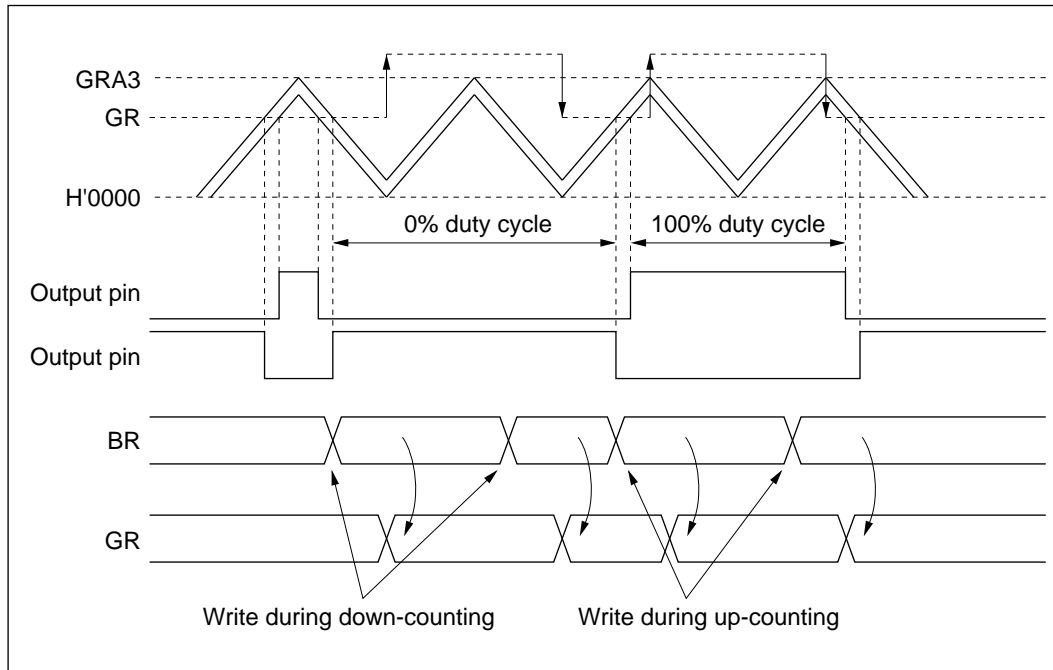 GRA3
GR
H'0000
0% duty cycle
100% duty cycle
Output pin
Output pin
BR
GR
Write during down-counting
Write during up-counting